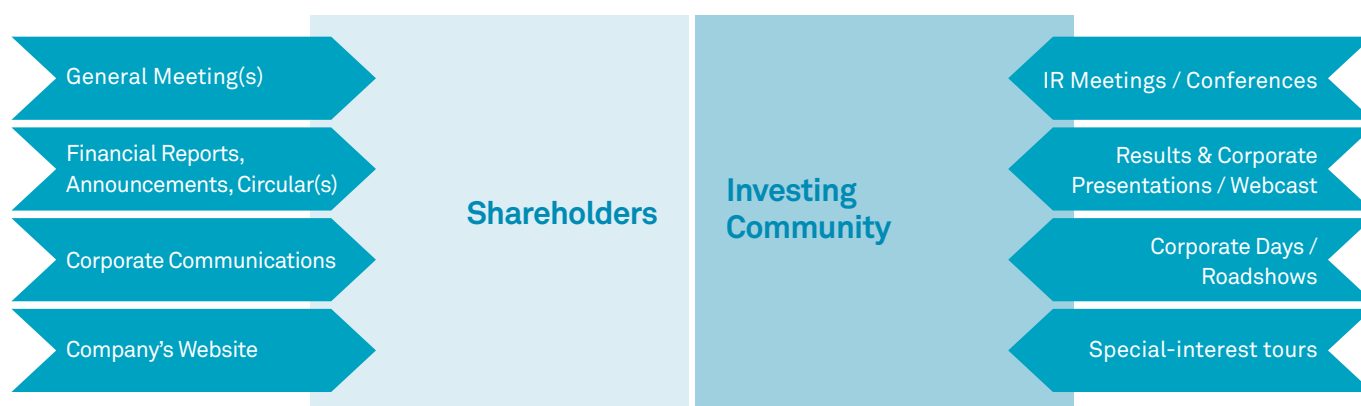 General Meeting(s)
Financial Reports,
Announcements, Circular(s)
Corporate Communications
Company’s Website
Shareholders
Investing
Community
IR Meetings / Conferences
Results & Corporate
Presentations / Webcast
Corporate Days /
Roadshows
Special-interest tours